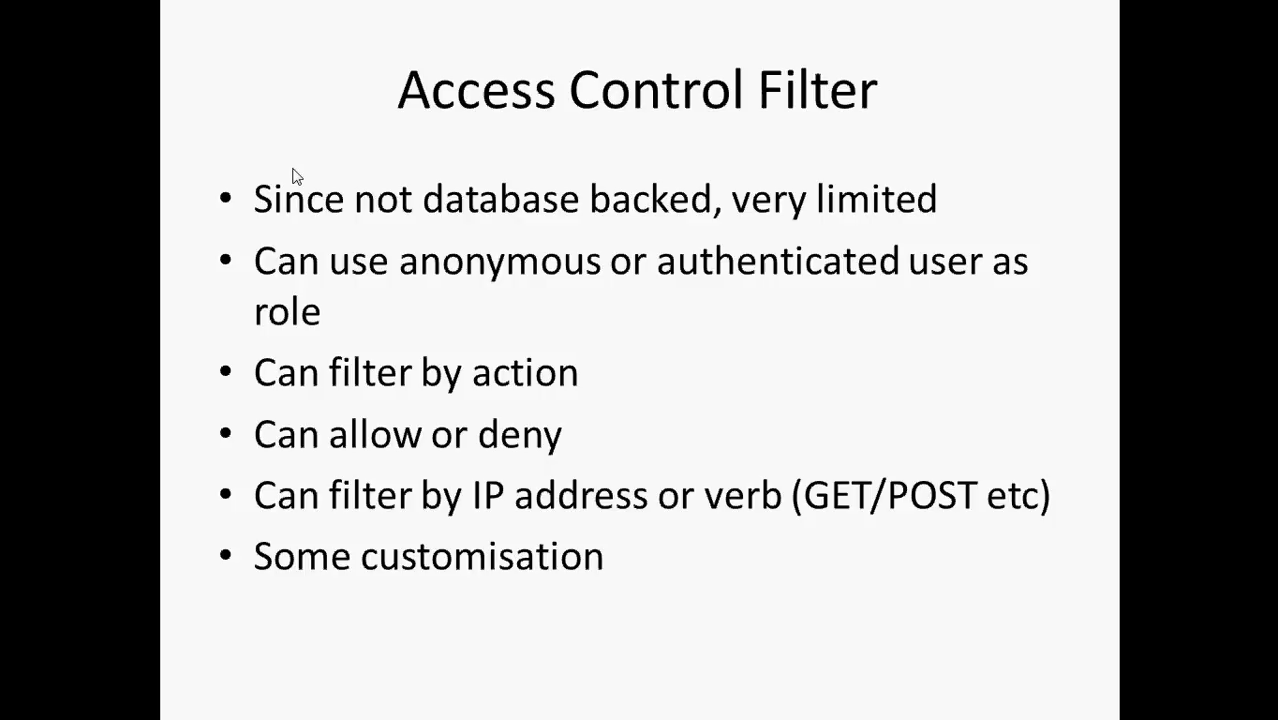 Access Control Filter
• Since not database backed, very limited
• Can use anonymous or authenticated user as
role
• Can filter by action
• Can allow or deny
• Can filter by IP address or verb (GET/POST etc)
• Some customisation